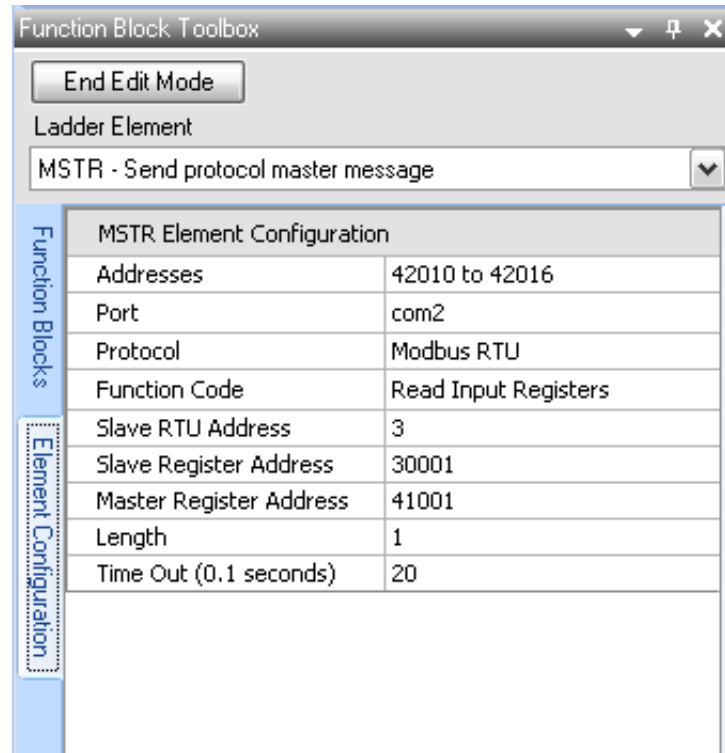 Function Block Toolbox
End Edit Mode
Ladder Element
MSTR - Send protocol master message
Function Blocks
Element Configuration
MSTR Element Configuration
Addresses 42010 to 42016
Port com2
Protocol Modbus RTU
Function Code Read Input Registers
Slave RTU Address 3
Slave Register Address 30001
Master Register Address 41001
Length 1
Time Out (0.1 seconds) 20